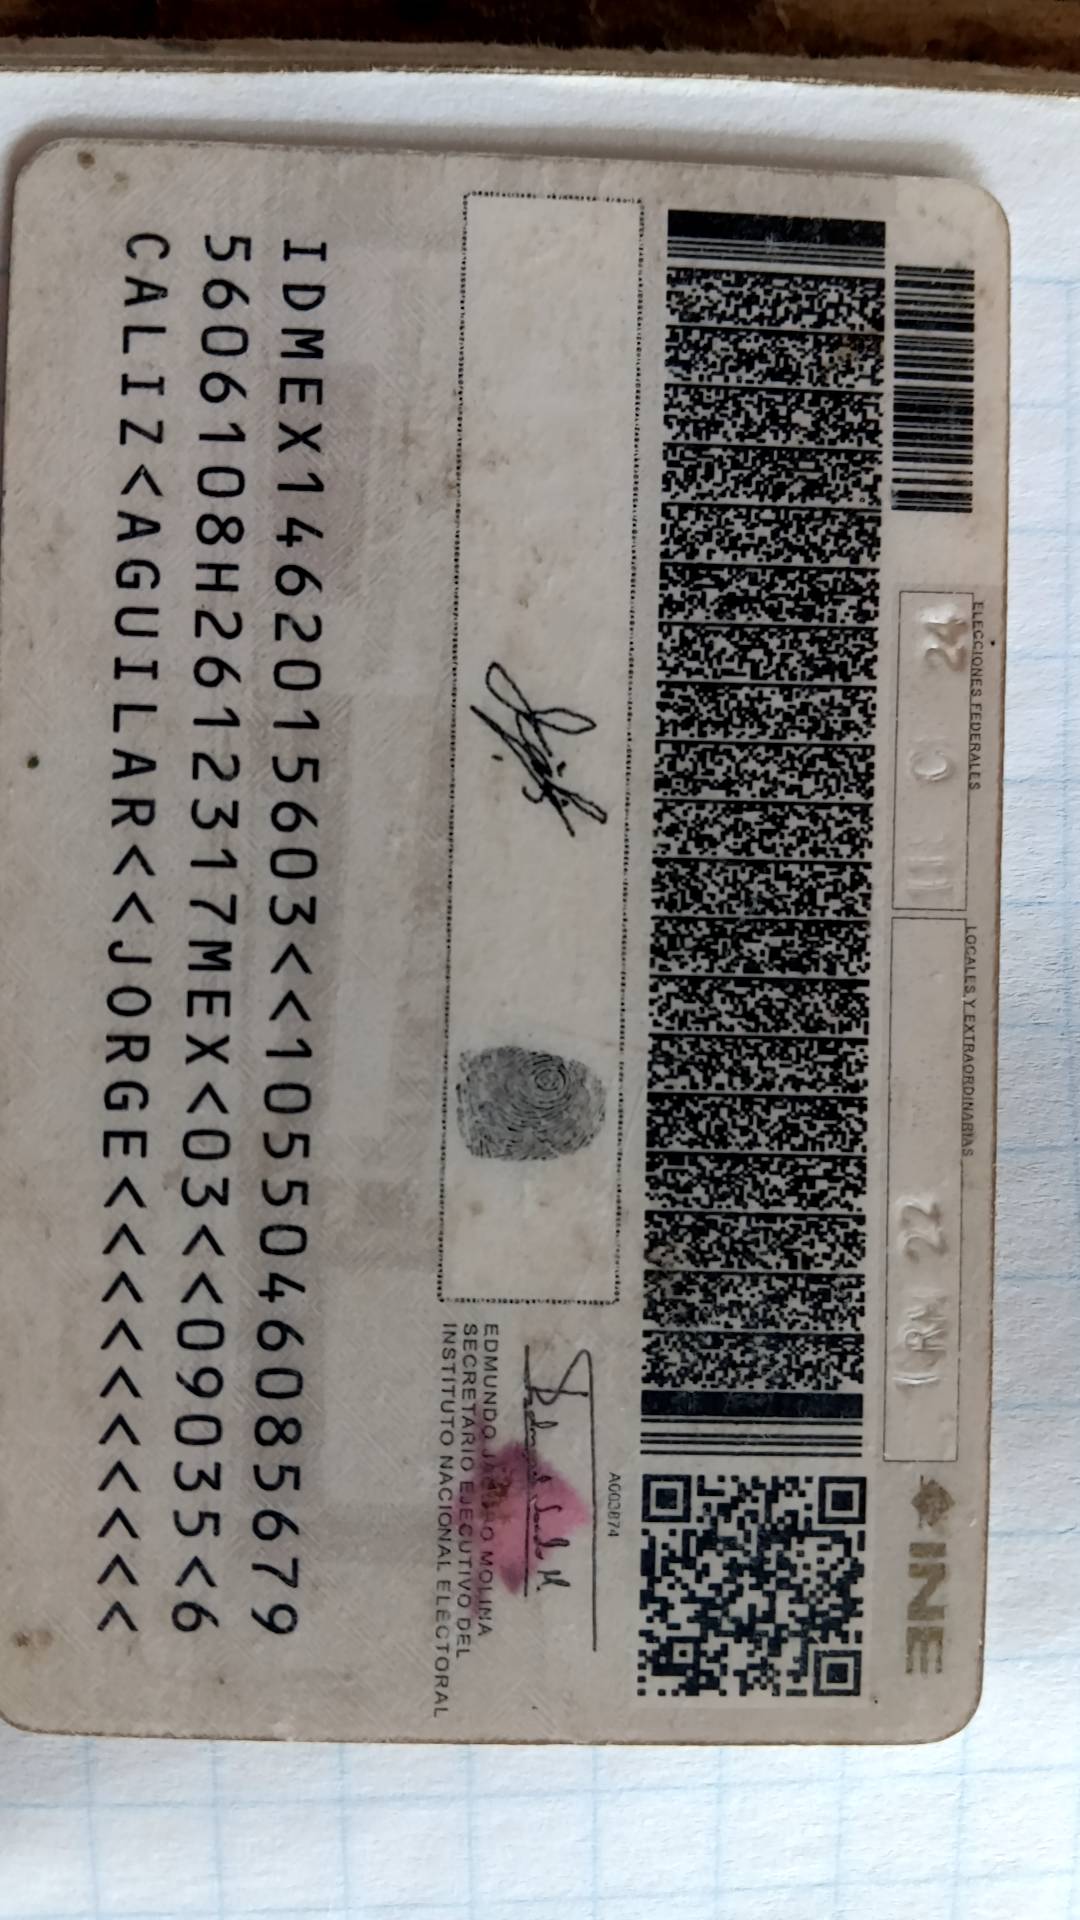 ELECCIONES FEDERALES
LOCALES Y EXTRAORDINARIAS
24
22
INE
A003874
EDMUNDO JACOBO MOLINA
SECRETARIO EJECUTIVO DEL
INSTITUTO NACIONAL ELECTORAL
IDMEX1462015603<<1055046085679
5606108H2612317MEX<03<<09035<6
CALIZ<AGUILAR<<JORGE<<<<<<<<<<